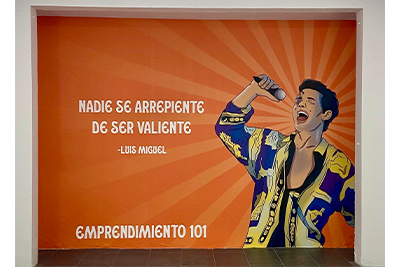 NADIE SE ARREPIENTE
DE SER VALIENTE
-LUIS MIGUEL
EMPRENDIMIENTO 101